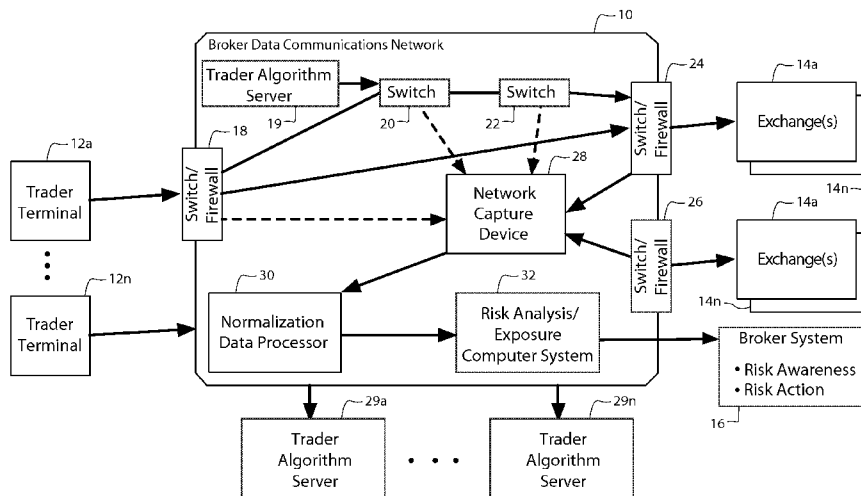 10
Broker Data Communications Network
Trader Algorithm
Server
19
Switch
20
Switch
22
24
Switch/
Firewall
14a
Exchange(s)
14n
18
Switch/
Firewall
12a
Trader
Terminal
28
Network
Capture
Device
26
Switch/
Firewall
14a
Exchange(s)
14n
12n
Trader
Terminal
30
Normalization
Data Processor
32
Risk Analysis/
Exposure
Computer System
Broker System
• Risk Awareness
• Risk Action
16
29a
Trader
Algorithm
Server
29n
Trader
Algorithm
Server